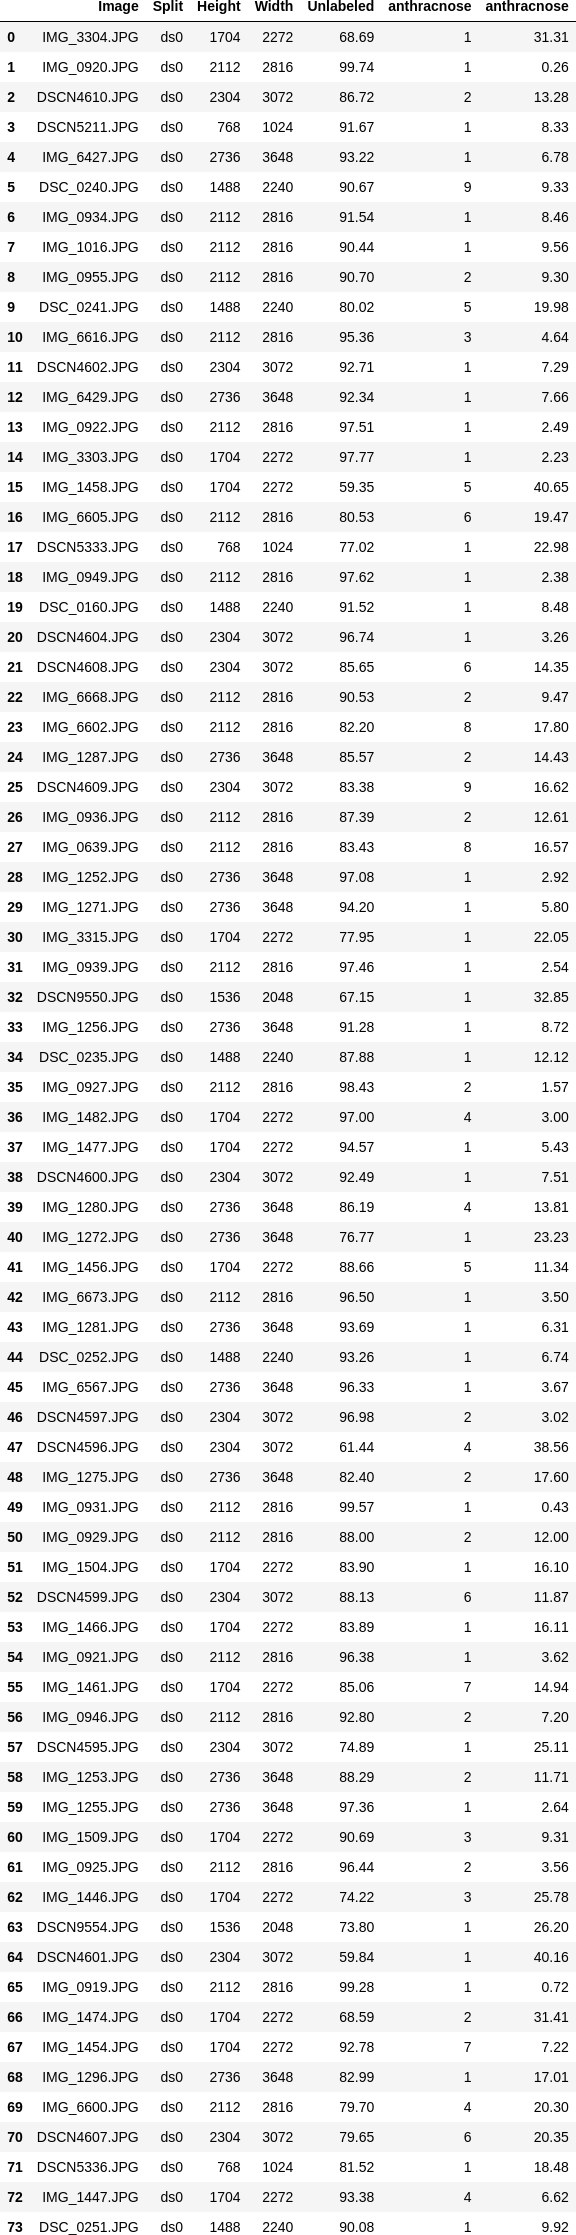 Image Split Height Width Unlabeled anthracnose anthracnose
0 IMG_3304.JPG ds0 1704 2272 68.69 1 31.31
1 IMG_0920.JPG ds0 2112 2816 99.74 1 0.26
2 DSCN4610.JPG ds0 2304 3072 86.72 2 13.28
3 DSCN5211.JPG ds0 768 1024 91.67 1 8.33
4 IMG_6427.JPG ds0 2736 3648 93.22 1 6.78
5 DSC_0240.JPG ds0 1488 2240 90.67 9 9.33
6 IMG_0934.JPG ds0 2112 2816 91.54 1 8.46
7 IMG_1016.JPG ds0 2112 2816 90.44 1 9.56
8 IMG_0955.JPG ds0 2112 2816 90.70 2 9.30
9 DSC_0241.JPG ds0 1488 2240 80.02 5 19.98
10 IMG_6616.JPG ds0 2112 2816 95.36 3 4.64
11 DSCN4602.JPG ds0 2304 3072 92.71 1 7.29
12 IMG_6429.JPG ds0 2736 3648 92.34 1 7.66
13 IMG_0922.JPG ds0 2112 2816 97.51 1 2.49
14 IMG_3303.JPG ds0 1704 2272 97.77 1 2.23
15 IMG_1458.JPG ds0 1704 2272 59.35 5 40.65
16 IMG_6605.JPG ds0 2112 2816 80.53 6 19.47
17 DSCN5333.JPG ds0 768 1024 77.02 1 22.98
18 IMG_0949.JPG ds0 2112 2816 97.62 1 2.38
19 DSC_0160.JPG ds0 1488 2240 91.52 1 8.48
20 DSCN4604.JPG ds0 2304 3072 96.74 1 3.26
21 DSCN4608.JPG ds0 2304 3072 85.65 6 14.35
22 IMG_6668.JPG ds0 2112 2816 90.53 2 9.47
23 IMG_6602.JPG ds0 2112 2816 82.20 8 17.80
24 IMG_1287.JPG ds0 2736 3648 85.57 2 14.43
25 DSCN4609.JPG ds0 2304 3072 83.38 9 16.62
26 IMG_0936.JPG ds0 2112 2816 87.39 2 12.61
27 IMG_0639.JPG ds0 2112 2816 83.43 8 16.57
28 IMG_1252.JPG ds0 2736 3648 97.08 1 2.92
29 IMG_1271.JPG ds0 2736 3648 94.20 1 5.80
30 IMG_3315.JPG ds0 1704 2272 77.95 1 22.05
31 IMG_0939.JPG ds0 2112 2816 97.46 1 2.54
32 DSCN9550.JPG ds0 1536 2048 67.15 1 32.85
33 IMG_1256.JPG ds0 2736 3648 91.28 1 8.72
34 DSC_0235.JPG ds0 1488 2240 87.88 1 12.12
35 IMG_0927.JPG ds0 2112 2816 98.43 2 1.57
36 IMG_1482.JPG ds0 1704 2272 97.00 4 3.00
37 IMG_1477.JPG ds0 1704 2272 94.57 1 5.43
38 DSCN4600.JPG ds0 2304 3072 92.49 1 7.51
39 IMG_1280.JPG ds0 2736 3648 86.19 4 13.81
40 IMG_1272.JPG ds0 2736 3648 76.77 1 23.23
41 IMG_1456.JPG ds0 1704 2272 88.66 5 11.34
42 IMG_6673.JPG ds0 2112 2816 96.50 1 3.50
43 IMG_1281.JPG ds0 2736 3648 93.69 1 6.31
44 DSC_0252.JPG ds0 1488 2240 93.26 1 6.74
45 IMG_6567.JPG ds0 2736 3648 96.33 1 3.67
46 DSCN4597.JPG ds0 2304 3072 96.98 2 3.02
47 DSCN4596.JPG ds0 2304 3072 61.44 4 38.56
48 IMG_1275.JPG ds0 2736 3648 82.40 2 17.60
49 IMG_0931.JPG ds0 2112 2816 99.57 1 0.43
50 IMG_0929.JPG ds0 2112 2816 88.00 2 12.00
51 IMG_1504.JPG ds0 1704 2272 83.90 1 16.10
52 DSCN4599.JPG ds0 2304 3072 88.13 6 11.87
53 IMG_1466.JPG ds0 1704 2272 83.89 1 16.11
54 IMG_0921.JPG ds0 2112 2816 96.38 1 3.62
55 IMG_1461.JPG ds0 1704 2272 85.06 7 14.94
56 IMG_0946.JPG ds0 2112 2816 92.80 2 7.20
57 DSCN4595.JPG ds0 2304 3072 74.89 1 25.11
58 IMG_1253.JPG ds0 2736 3648 88.29 2 11.71
59 IMG_1255.JPG ds0 2736 3648 97.36 1 2.64
60 IMG_1509.JPG ds0 1704 2272 90.69 3 9.31
61 IMG_0925.JPG ds0 2112 2816 96.44 2 3.56
62 IMG_1446.JPG ds0 1704 2272 74.22 3 25.78
63 DSCN9554.JPG ds0 1536 2048 73.80 1 26.20
64 DSCN4601.JPG ds0 2304 3072 59.84 1 40.16
65 IMG_0919.JPG ds0 2112 2816 99.28 1 0.72
66 IMG_1474.JPG ds0 1704 2272 68.59 2 31.41
67 IMG_1454.JPG ds0 1704 2272 92.78 7 7.22
68 IMG_1296.JPG ds0 2736 3648 82.99 1 17.01
69 IMG_6600.JPG ds0 2112 2816 79.70 4 20.30
70 DSCN4607.JPG ds0 2304 3072 79.65 6 20.35
71 DSCN5336.JPG ds0 768 1024 81.52 1 18.48
72 IMG_1447.JPG ds0 1704 2272 93.38 4 6.62
73 DSC_0251.JPG ds0 1488 2240 90.08 1 9.92